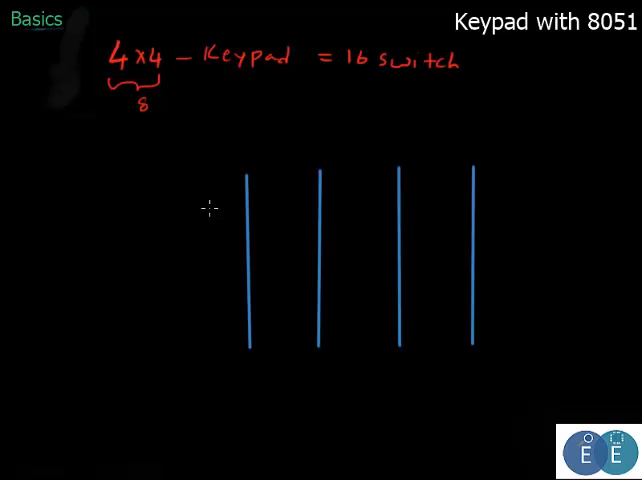 Basics
Keypad with 8051
4x4 - Keypad = 16 switch
8
E E